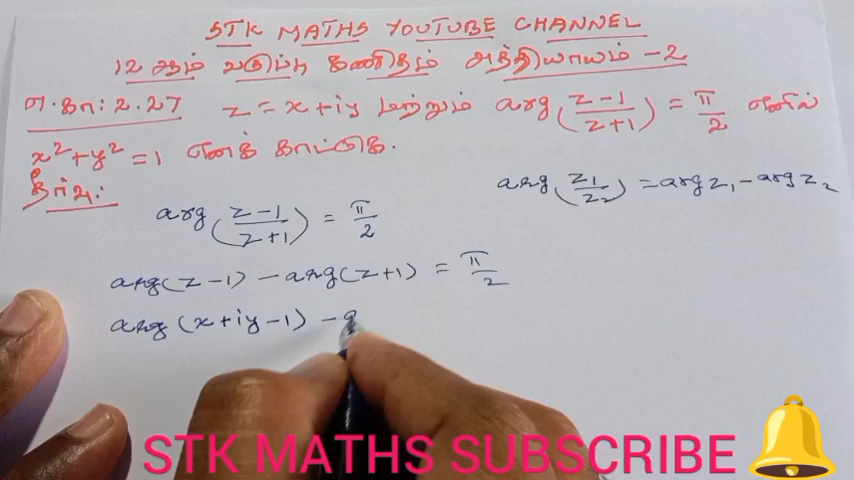 STK MATHS YOUTUBE CHANNEL
12 ஆம் வகுப்பு கணிதம் அத்தியாயம் -2
எ.கா: 2.27 z = x+iy மற்றும் arg(z-1/z+1) = π/2 எனில்
x²+y² = 1 எனக் காட்டுக.
தீர்வு:
arg(z₁/z₂) = arg z₁ - arg z₂
arg(z-1/z+1) = π/2
arg(z-1) - arg(z+1) = π/2
arg(x+iy-1) - a
STK MATHS SUBSCRIBE